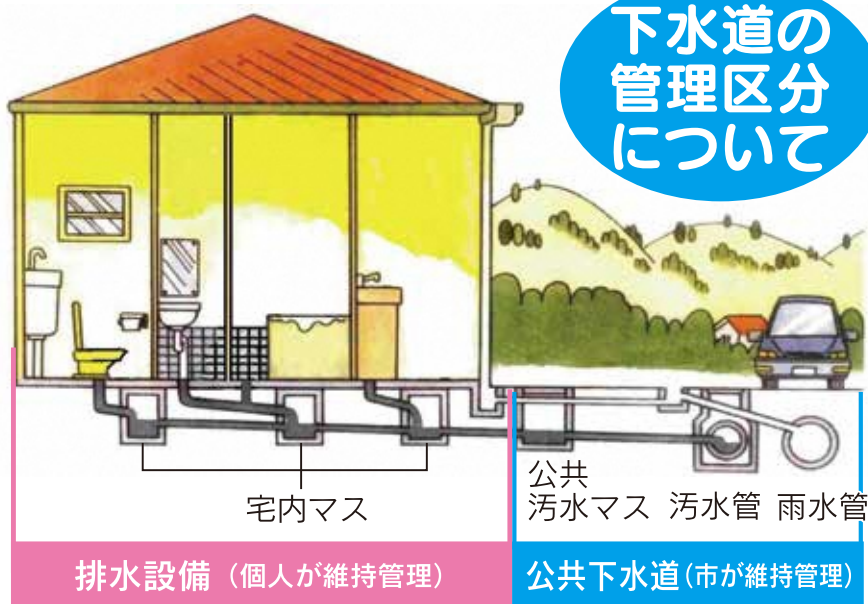 下水道の
管理区分
について
宅内マス
公共
汚水マス
汚水管
雨水管
排水設備（個人が維持管理）
公共下水道（市が維持管理）